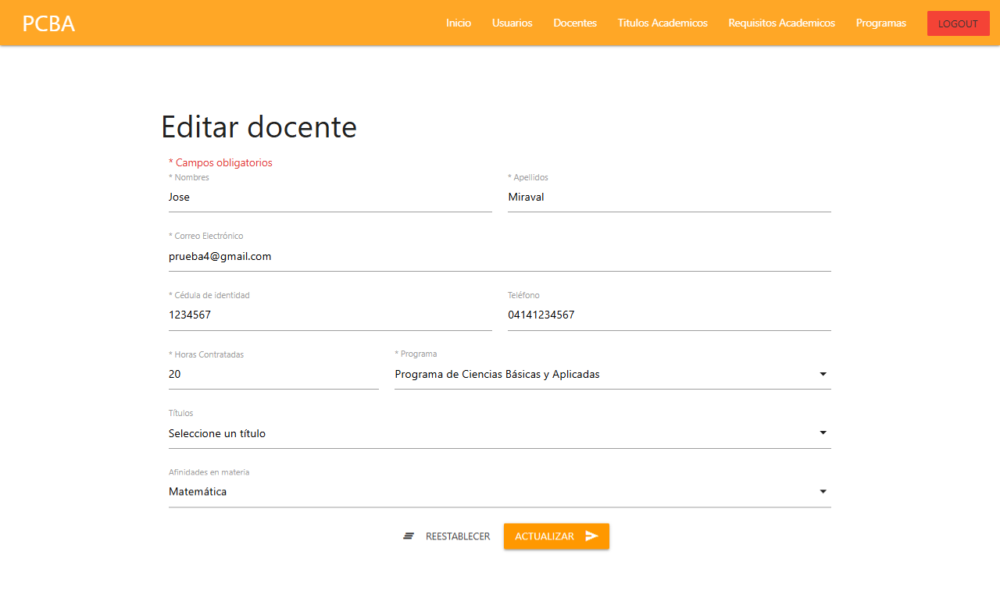 PCBA Inicio Usuarios Docentes Titulos Academicos Requisitos Academicos Programas LOGOUT
Editar docente
* Campos obligatorios
* Nombres * Apellidos
Jose Miraval
* Correo Electrónico
prueba4@gmail.com
* Cédula de identidad Teléfono
1234567 04141234567
* Horas Contratadas * Programa
20 Programa de Ciencias Básicas y Aplicadas
Títulos
Seleccione un título
Afinidades en materia
Matemática
REESTABLECER ACTUALIZAR